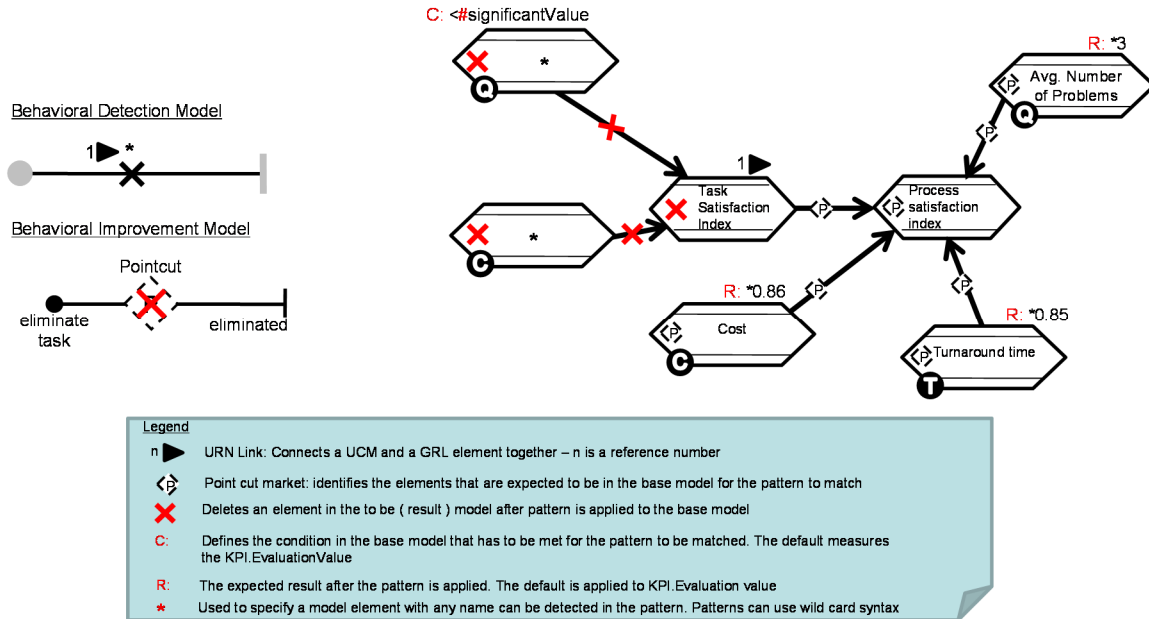 C: <#significantValue
*
Q
R: *3
P
Avg. Number
of Problems
Q
Behavioral Detection Model
1
*
P
P
1
Task
Satisfaction
Index
P
P
Process
satisfaction
index
*
C
Behavioral Improvement Model
Pointcut
eliminate
task
eliminated
P
P
R: *0.86
P
Cost
C
R: *0.85
P
Turnaround time
T
Legend
n
URN Link: Connects a UCM and a GRL element together – n is a reference number
P
Point cut market: identifies the elements that are expected to be in the base model for the pattern to match
Deletes an element in the to be ( result ) model after pattern is applied to the base model
C: Defines the condition in the base model that has to be met for the pattern to be matched. The default measures
the KPI.EvaluationValue
R: The expected result after the pattern is applied. The default is applied to KPI.Evaluation value
* Used to specify a model element with any name can be detected in the pattern. Patterns can use wild card syntax